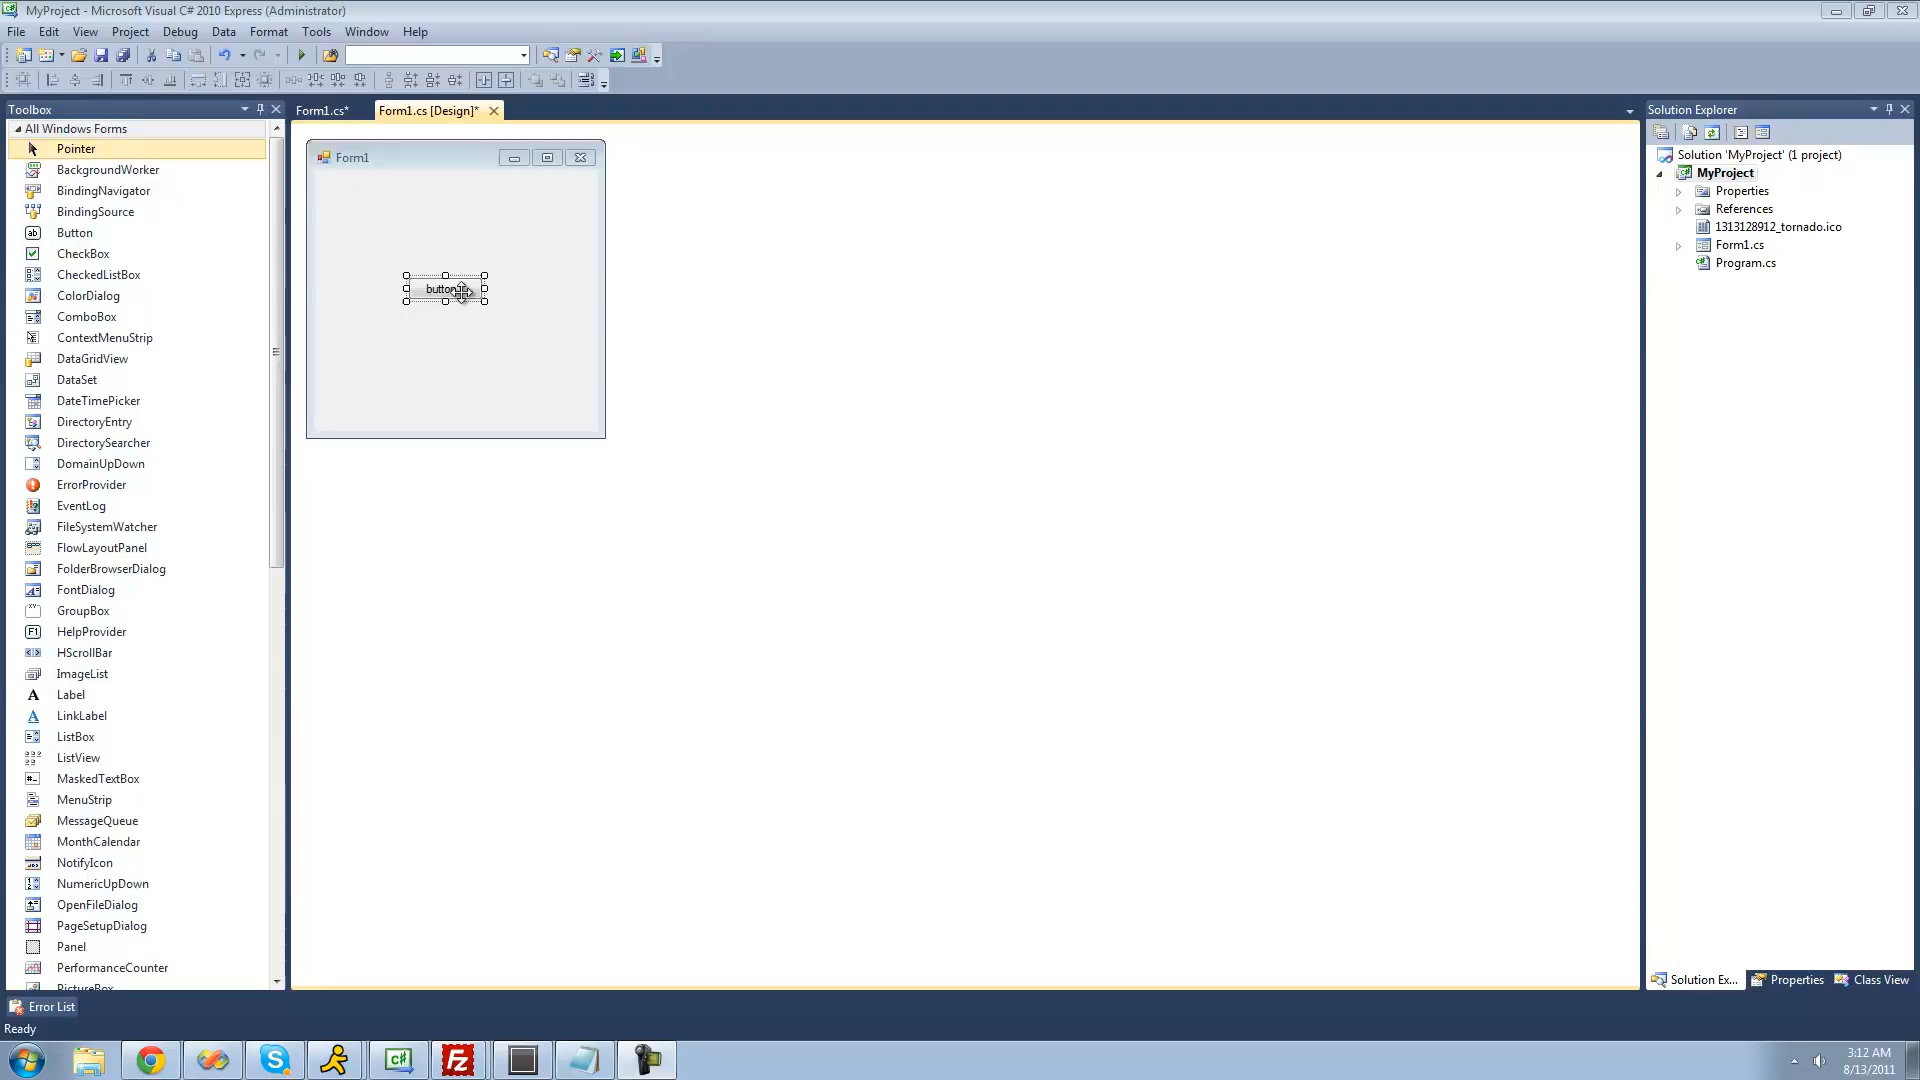 MyProject - Microsoft Visual C# 2010 Express (Administrator)
File Edit View Project Debug Data Format Tools Window Help
Toolbox
Form1.cs*
Form1.cs [Design]*
Solution Explorer
All Windows Forms
Pointer
BackgroundWorker
BindingNavigator
BindingSource
Button
CheckBox
CheckedListBox
ColorDialog
ComboBox
ContextMenuStrip
DataGridView
DataSet
DateTimePicker
DirectoryEntry
DirectorySearcher
DomainUpDown
ErrorProvider
EventLog
FileSystemWatcher
FlowLayoutPanel
FolderBrowserDialog
FontDialog
GroupBox
HelpProvider
HScrollBar
ImageList
Label
LinkLabel
ListBox
ListView
MaskedTextBox
MenuStrip
MessageQueue
MonthCalendar
NotifyIcon
NumericUpDown
OpenFileDialog
PageSetupDialog
Panel
PerformanceCounter
PictureBox
Form1
Solution 'MyProject' (1 project)
MyProject
Properties
References
1313128912_tornado.ico
Form1.cs
Program.cs
Solution Ex... Properties Class View
Error List
Ready
3:12 AM
8/13/2011